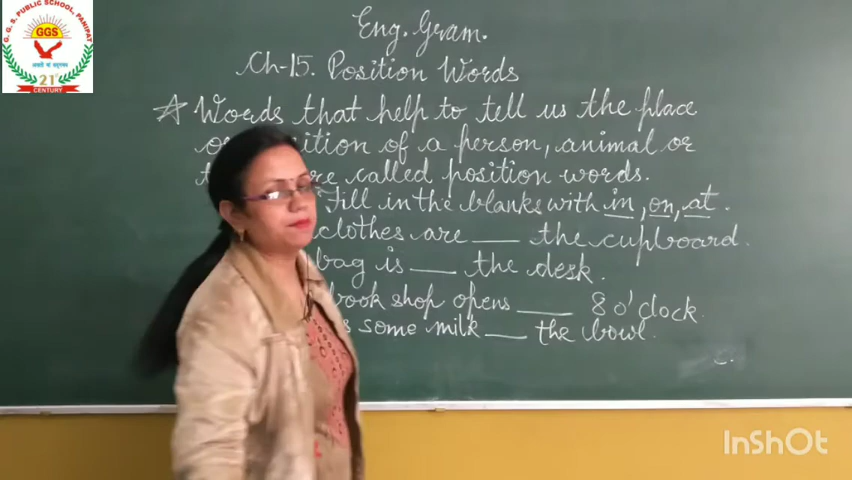 G. G. S. PUBLIC SCHOOL, PANIPAT
GGS
21st
CENTURY
Eng. Gram.
Ch-15. Position Words
☆ Words that help to tell us the place
of a person, animal or
called position words.
Fill in the blanks with in, on, at.
clothes are ___ the cupboard.
bag is ___ the desk.
book shop opens ___ 8 o'clock.
some milk ___ the bowl.
InShOt